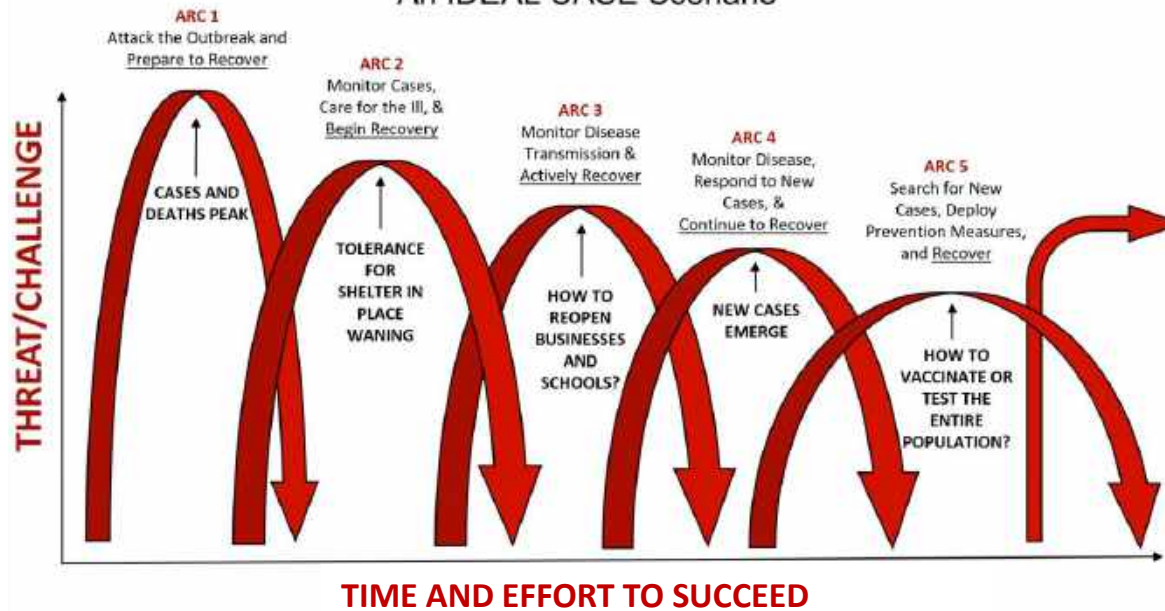 An IDEAL CASE Scenario
ARC 1
Attack the Outbreak and
Prepare to Recover
ARC 2
Monitor Cases,
Care for the Ill, &
Begin Recovery
ARC 3
Monitor Disease
Transmission &
Actively Recover
ARC 4
Monitor Disease,
Respond to New
Cases, &
Continue to Recover
ARC 5
Search for New
Cases, Deploy
Prevention Measures,
and Recover
THREAT/CHALLENGE
CASES AND
DEATHS PEAK
TOLERANCE
FOR
SHELTER IN
PLACE
WANING
HOW TO
REOPEN
BUSINESSES
AND
SCHOOLS?
NEW CASES
EMERGE
HOW TO
VACCINATE OR
TEST THE
ENTIRE
POPULATION?
TIME AND EFFORT TO SUCCEED